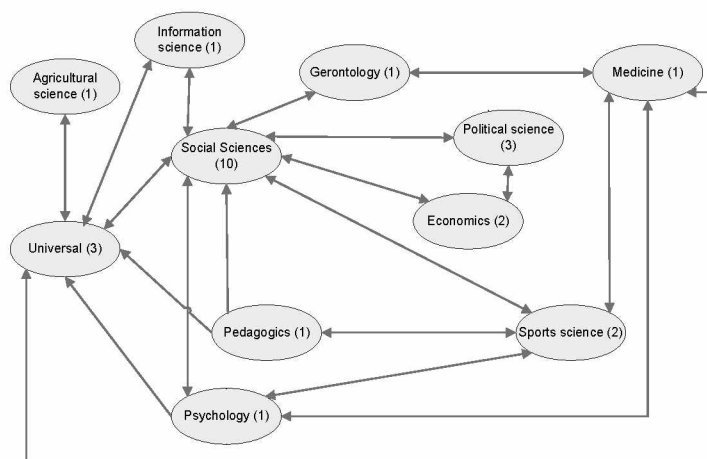 Information
science (1)
Agricultural
science (1)
Gerontology (1)
Medicine (1)
Social Sciences
(10)
Political science
(3)
Economics (2)
Universal (3)
Pedagogics (1)
Sports science (2)
Psychology (1)